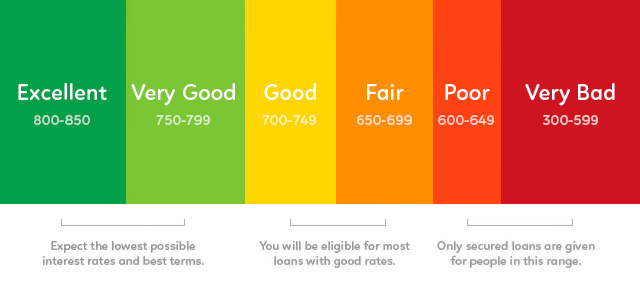 Excellent
800-850
Very Good
750-799
Good
700-749
Fair
650-699
Poor
600-649
Very Bad
300-599
Expect the lowest possible
interest rates and best terms.
You will be eligible for most
loans with good rates.
Only secured loans are given
for people in this range.